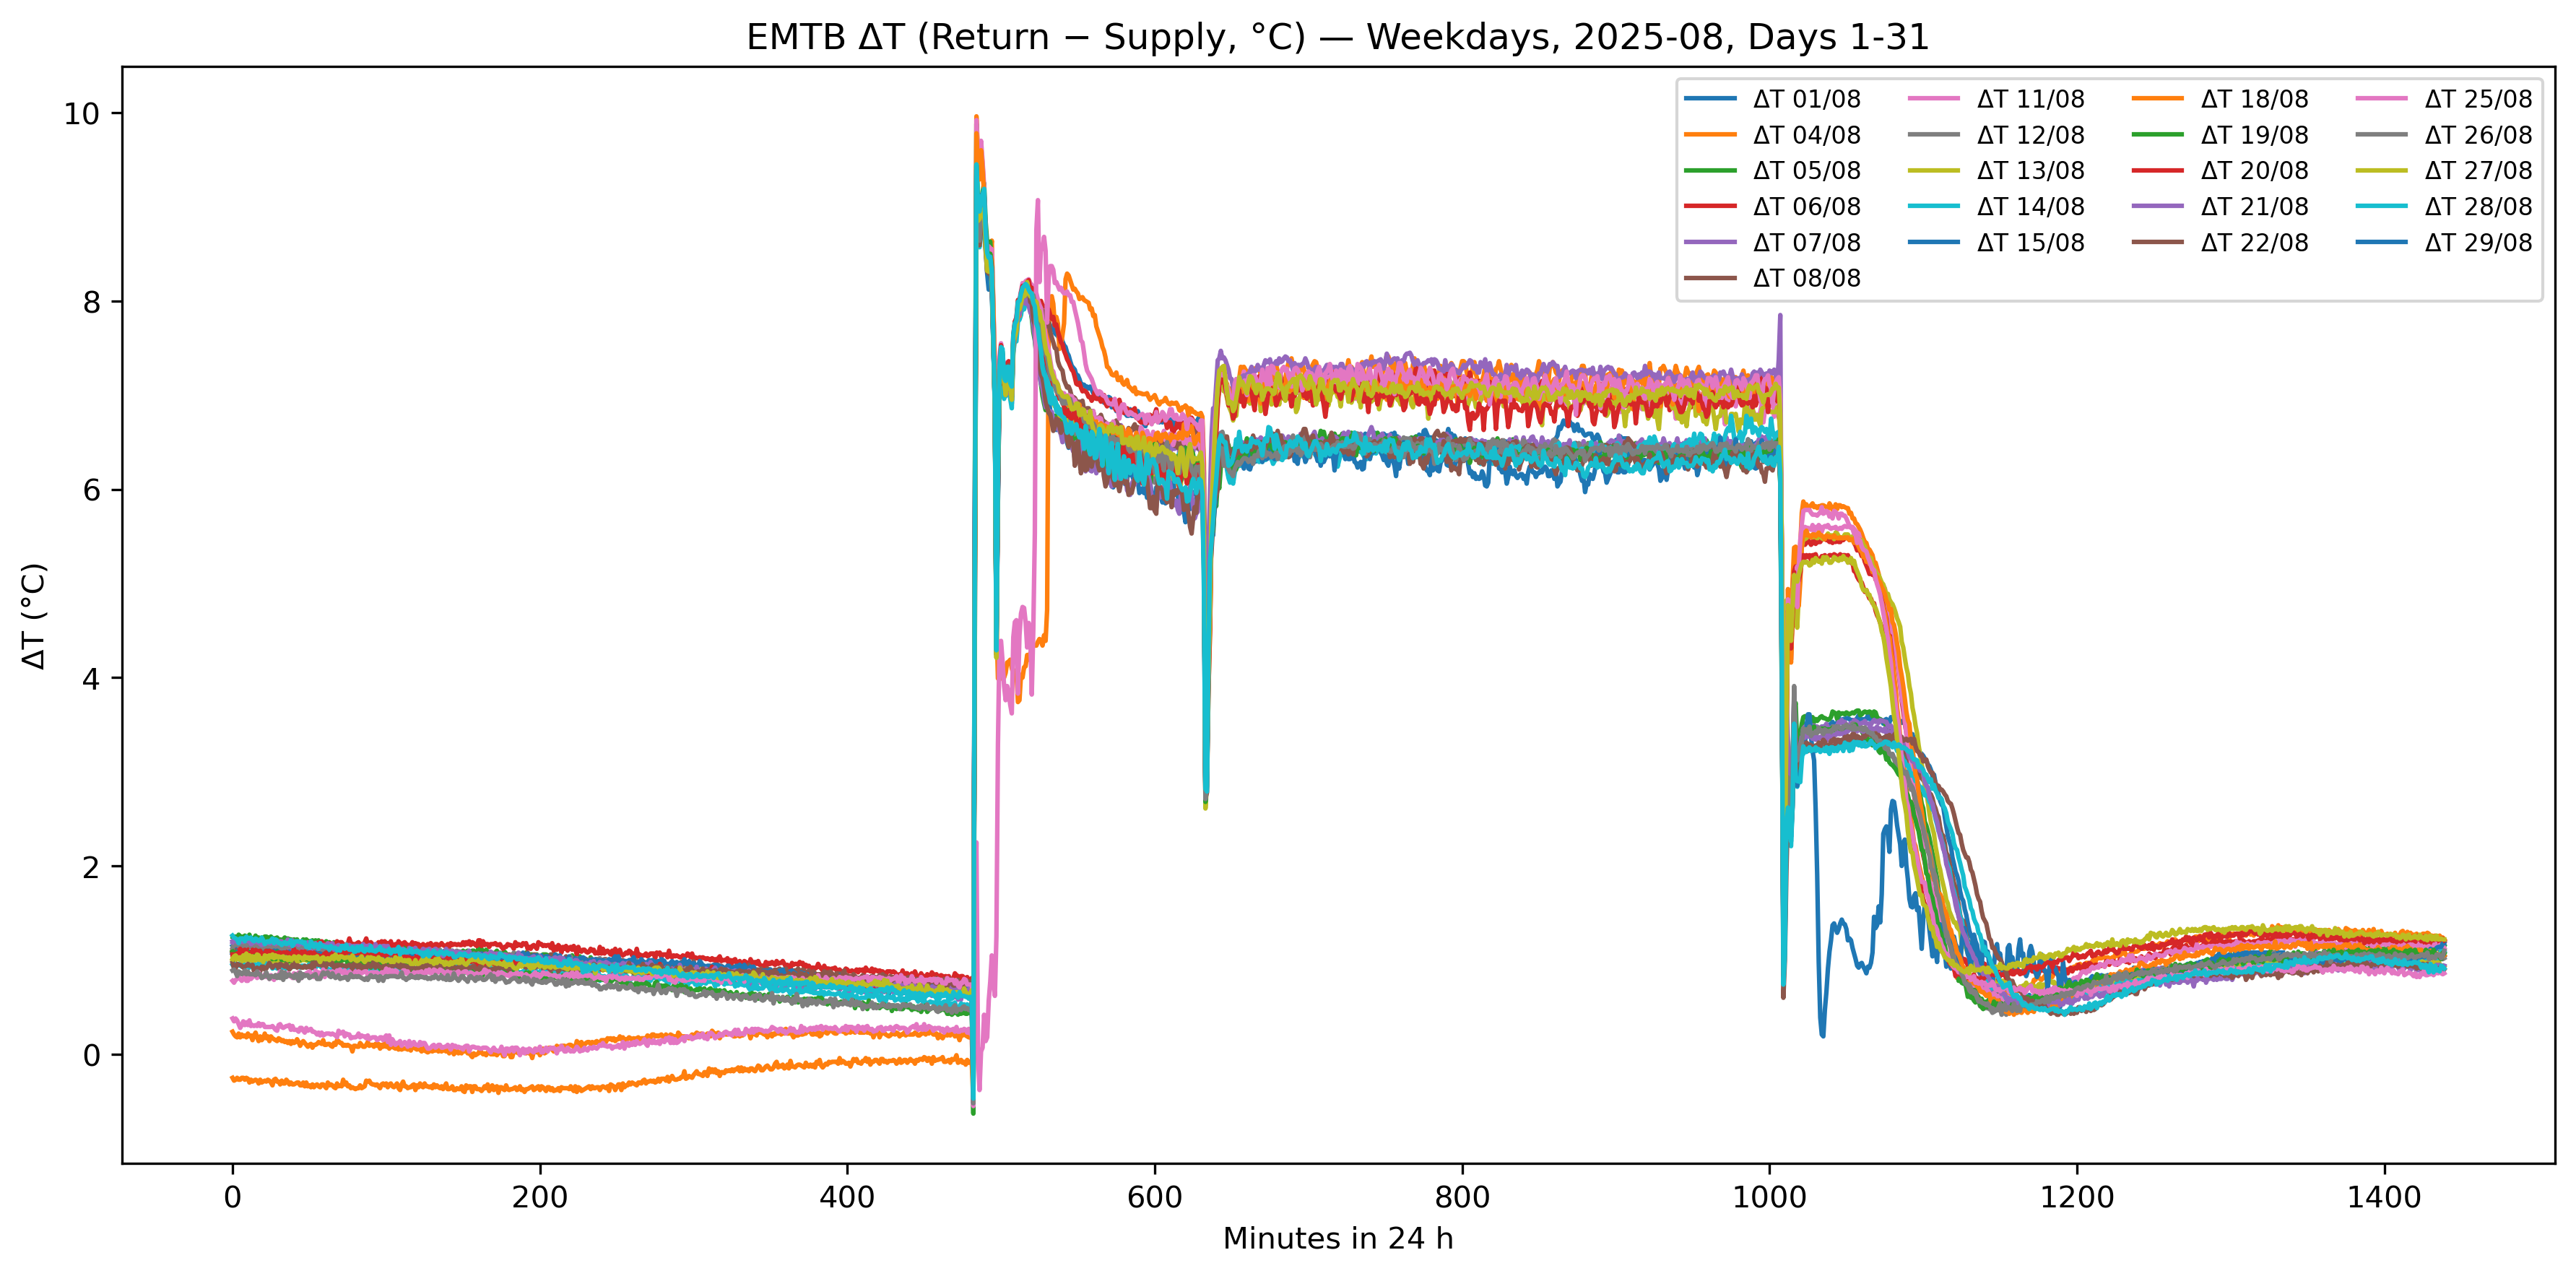 EMTB ΔT (Return − Supply, °C) — Weekdays, 2025-08, Days 1-31
ΔT 01/08
ΔT 04/08
ΔT 05/08
ΔT 06/08
ΔT 07/08
ΔT 08/08
ΔT 11/08
ΔT 12/08
ΔT 13/08
ΔT 14/08
ΔT 15/08
ΔT 18/08
ΔT 19/08
ΔT 20/08
ΔT 21/08
ΔT 22/08
ΔT 25/08
ΔT 26/08
ΔT 27/08
ΔT 28/08
ΔT 29/08
ΔT (°C)
10
8
6
4
2
0
0
200
400
600
800
1000
1200
1400
Minutes in 24 h